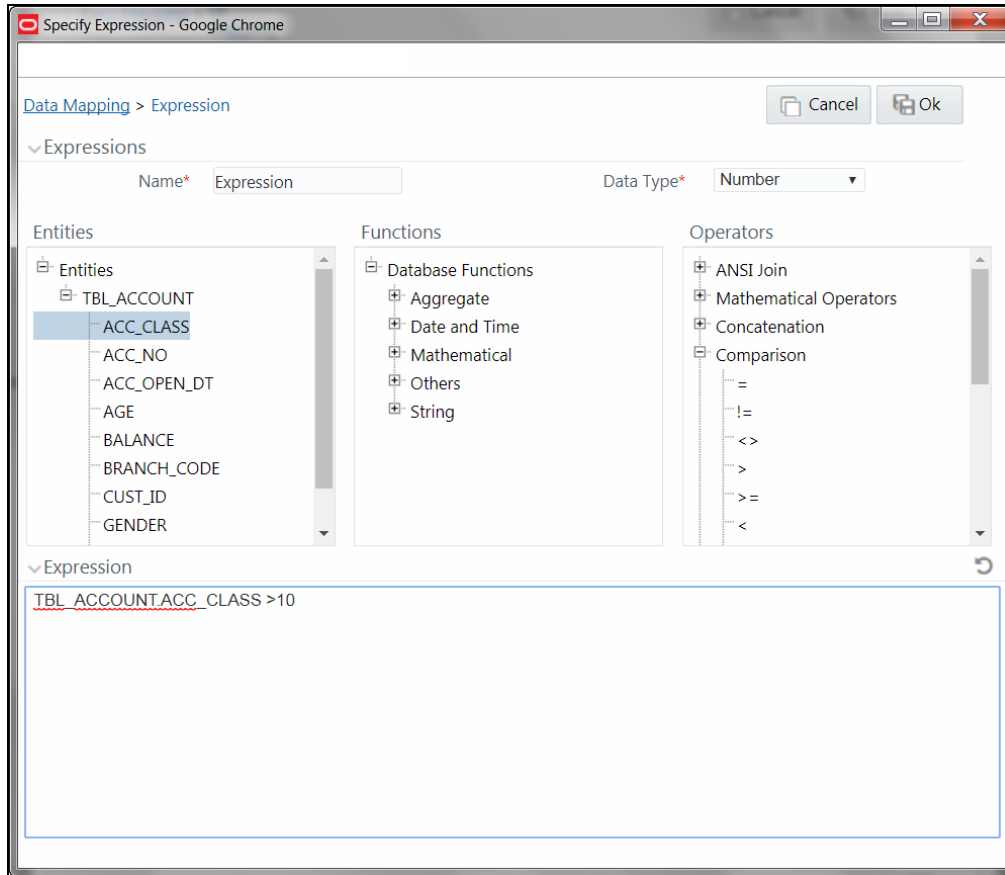 Specify Expression - Google Chrome
Data Mapping > Expression
Cancel
Ok
Expressions
Name*
Expression
Data Type*
Number
Entities
Functions
Operators
Entities
TBL_ACCOUNT
ACC_CLASS
ACC_NO
ACC_OPEN_DT
AGE
BALANCE
BRANCH_CODE
CUST_ID
GENDER
Database Functions
Aggregate
Date and Time
Mathematical
Others
String
ANSI Join
Mathematical Operators
Concatenation
Comparison
=
!=
<>
>
>=
<
Expression
TBL_ACCOUNT.ACC_CLASS >10